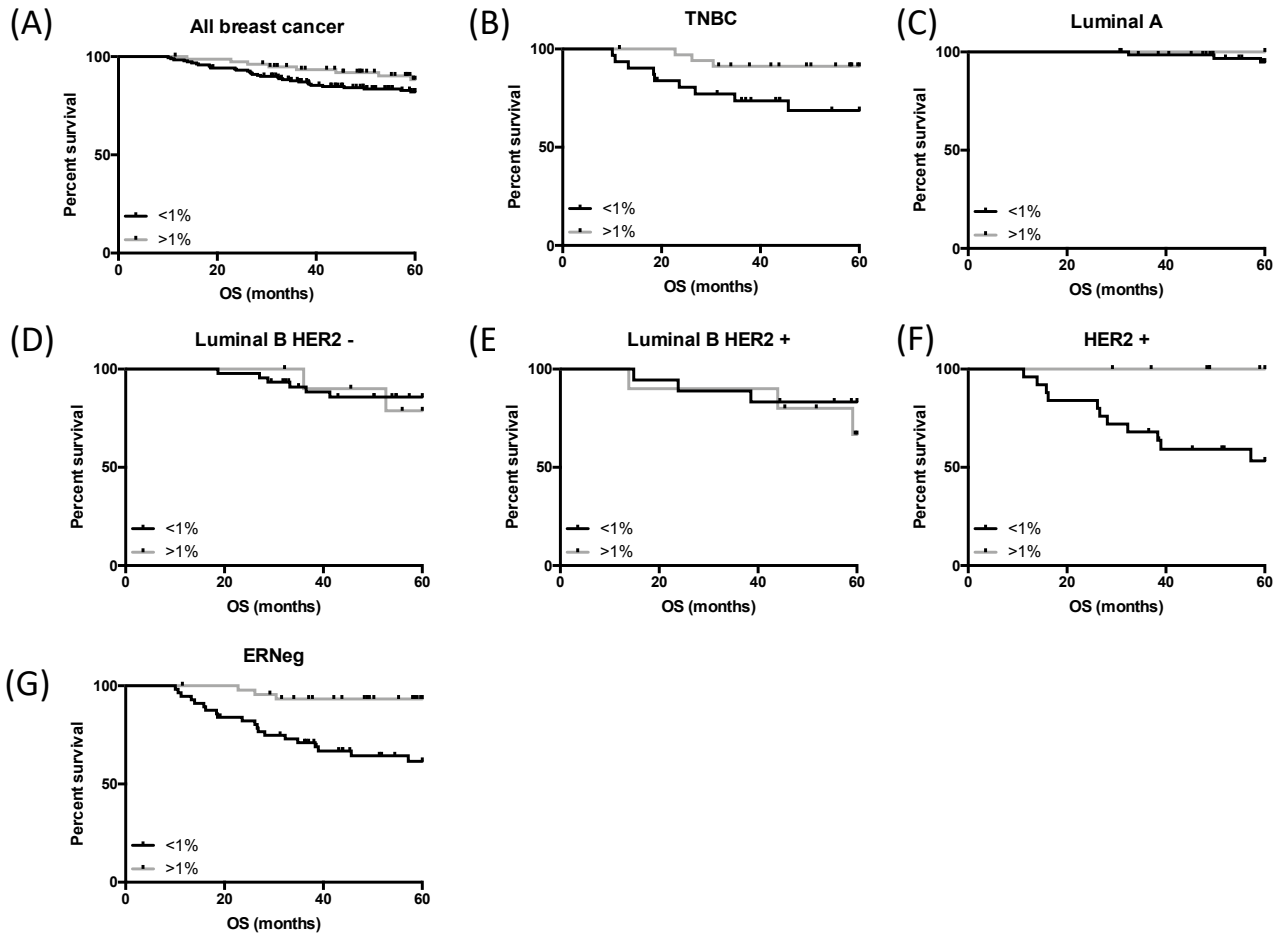 (A)
All breast cancer
Percent survival
100
50
0
<1%
>1%
0 20 40 60
OS (months)
(B)
TNBC
Percent survival
100
50
0
<1%
>1%
0 20 40 60
OS (months)
(C)
Luminal A
Percent survival
100
50
0
<1%
>1%
0 20 40 60
OS (months)
(D)
Luminal B HER2 -
Percent survival
100
50
0
<1%
>1%
0 20 40 60
OS (months)
(E)
Luminal B HER2 +
Percent survival
100
50
0
<1%
>1%
0 20 40 60
OS (months)
(F)
HER2 +
Percent survival
100
50
0
<1%
>1%
0 20 40 60
OS (months)
(G)
ERNeg
Percent survival
100
50
0
<1%
>1%
0 20 40 60
OS (months)